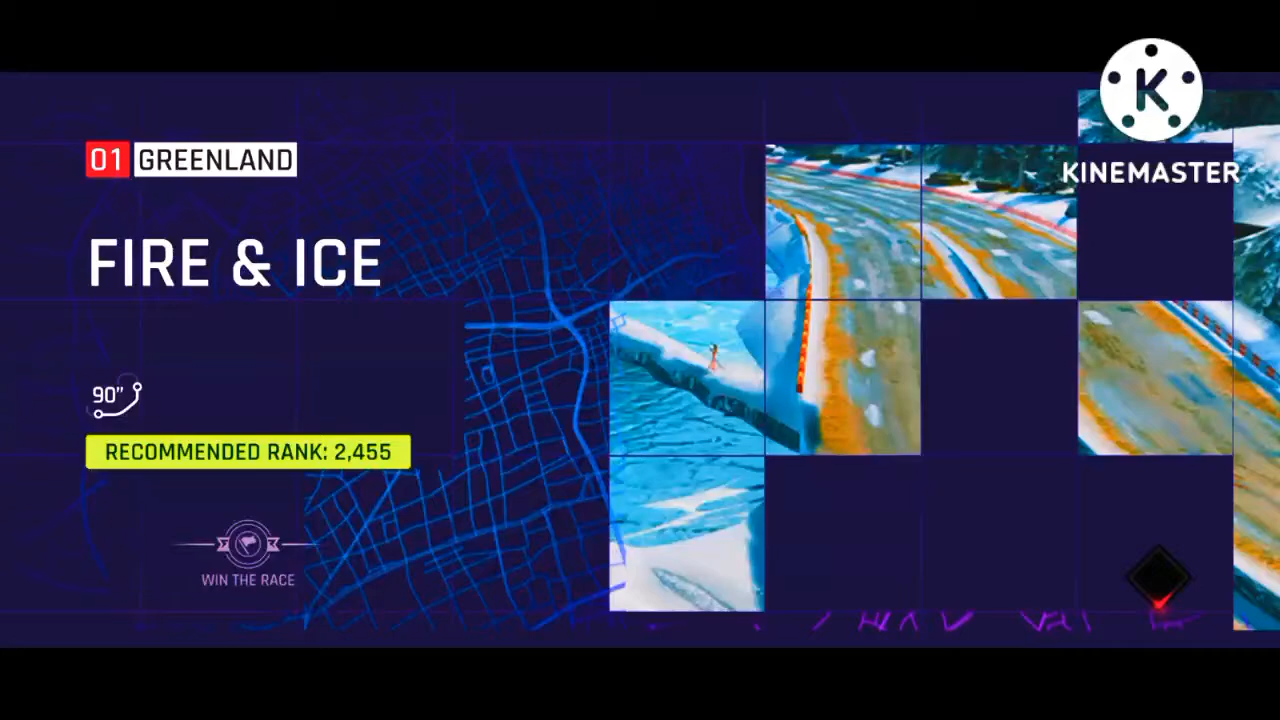 K
KINEMASTER
01 GREENLAND
FIRE & ICE
90"
RECOMMENDED RANK: 2,455
WIN THE RACE